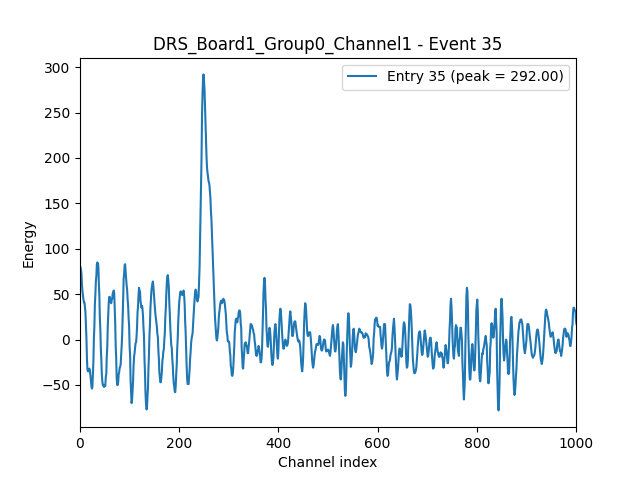 DRS_Board1_Group0_Channel1 - Event 35
Entry 35 (peak = 292.00)
300
250
200
150
100
50
0
−50
Energy
0 200 400 600 800 1000
Channel index